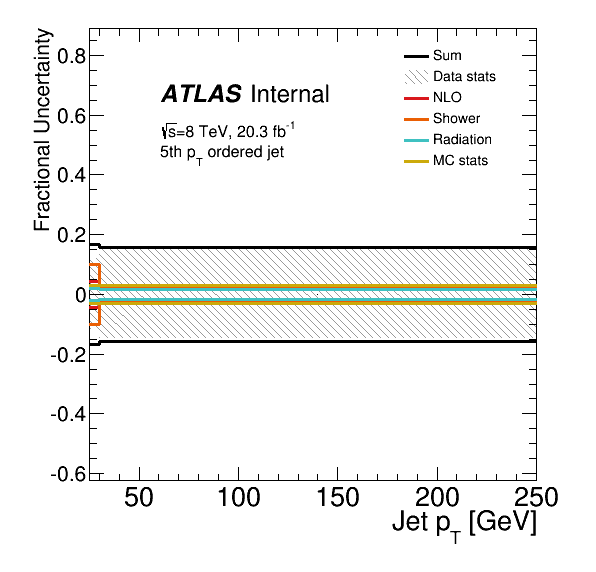 Fractional Uncertainty
0.8
0.6
0.4
0.2
0
-0.2
-0.4
-0.6
ATLAS Internal
√s=8 TeV, 20.3 fb⁻¹
5th p_T ordered jet
Sum
Data stats
NLO
Shower
Radiation
MC stats
50 100 150 200 250
Jet p_T [GeV]